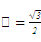 □ = √3/2